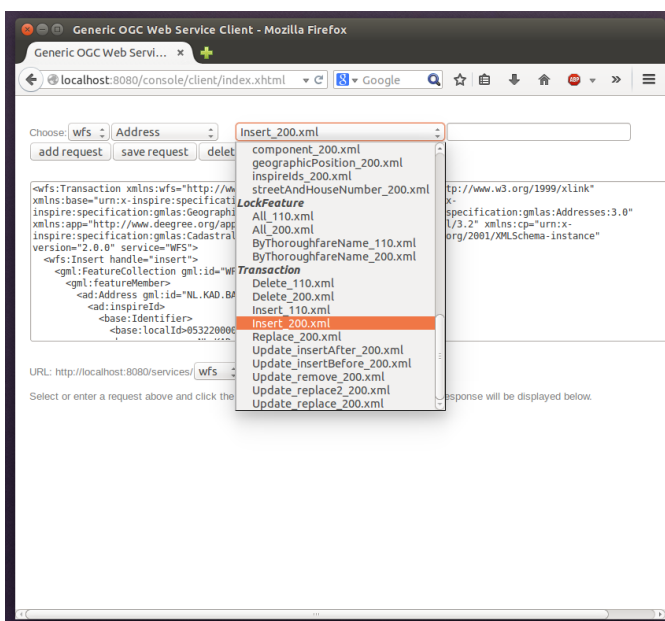 Generic OGC Web Service Client - Mozilla Firefox
Generic OGC Web Servi...
localhost:8080/console/client/index.xhtml
Google
ABP
Choose: wfs Address Insert_200.xml
add request save request delet
component_200.xml
geographicPosition_200.xml
inspireIds_200.xml
streetAndHouseNumber_200.xml
LockFeature
All_110.xml
All_200.xml
ByThoroughfareName_110.xml
ByThoroughfareName_200.xml
Transaction
Delete_110.xml
Delete_200.xml
Insert_110.xml
Insert_200.xml
Replace_200.xml
Update_insertAfter_200.xml
Update_insertBefore_200.xml
Update_remove_200.xml
Update_replace2_200.xml
Update_replace_200.xml
<wfs:Transaction xmlns:wfs="http://ww tp://www.w3.org/1999/xlink"
xmlns:base="urn:x-inspire:specificati x-
inspire:specification:gmlas:Geographi specification:gmlas:Addresses:3.0"
xmlns:app="http://www.deegree.org/app l/3.2" xmlns:cp="urn:x-
inspire:specification:gmlas:Cadastral org/2001/XMLSchema-instance"
version="2.0.0" service="WFS">
<wfs:Insert handle="insert">
<gml:FeatureCollection gml:id="WF
<gml:featureMember>
<ad:Address gml:id="NL.KAD.BA
<ad:inspireId>
<base:Identifier>
<base:localId>053220000
URL: http://localhost:8080/services/ wfs
Select or enter a request above and click the esponse will be displayed below.